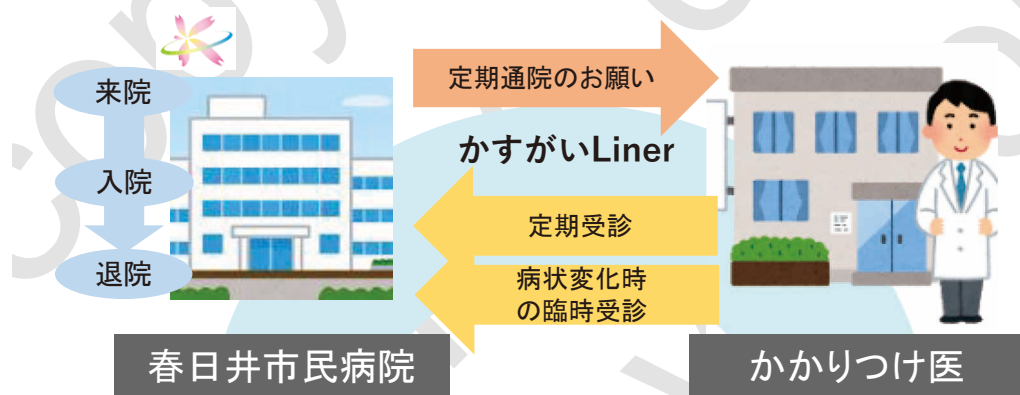 来院
入院
退院
定期通院のお願い
かすがいLiner
定期受診
病状変化時
の臨時受診
春日井市民病院
かかりつけ医